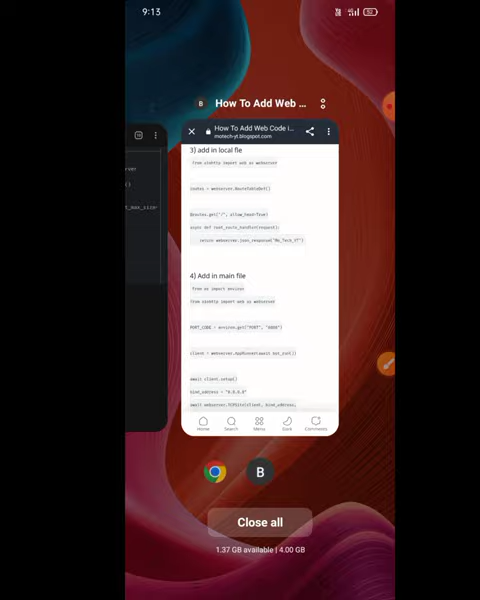 9:13
B How To Add Web ...
How To Add Web Code i...
motech-yt.blogspot.com
3) add in local fle
from aiohttp import web as webserver
routes = webserver.RouteTableDef()
@routes.get("/", allow_head=True)
async def root_route_handler(request):
return webserver.json_response("Mo_Tech_YT")
4) Add in main file
from os import environ
from aiohttp import web as webserver
PORT_CODE = environ.get("PORT", "8080")
client = webserver.AppRunner(await bot_run())
await client.setup()
bind_address = "0.0.0.0"
await webserver.TCPSite(client, bind_address,
Home Search Menu Dark Comments
B
Close all
1.37 GB available | 4.00 GB